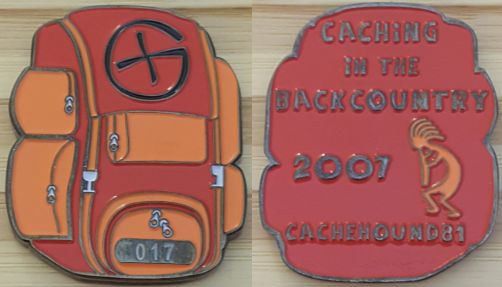 017
CACHING
IN THE
BACKCOUNTRY
2007
CACHEHOUND81